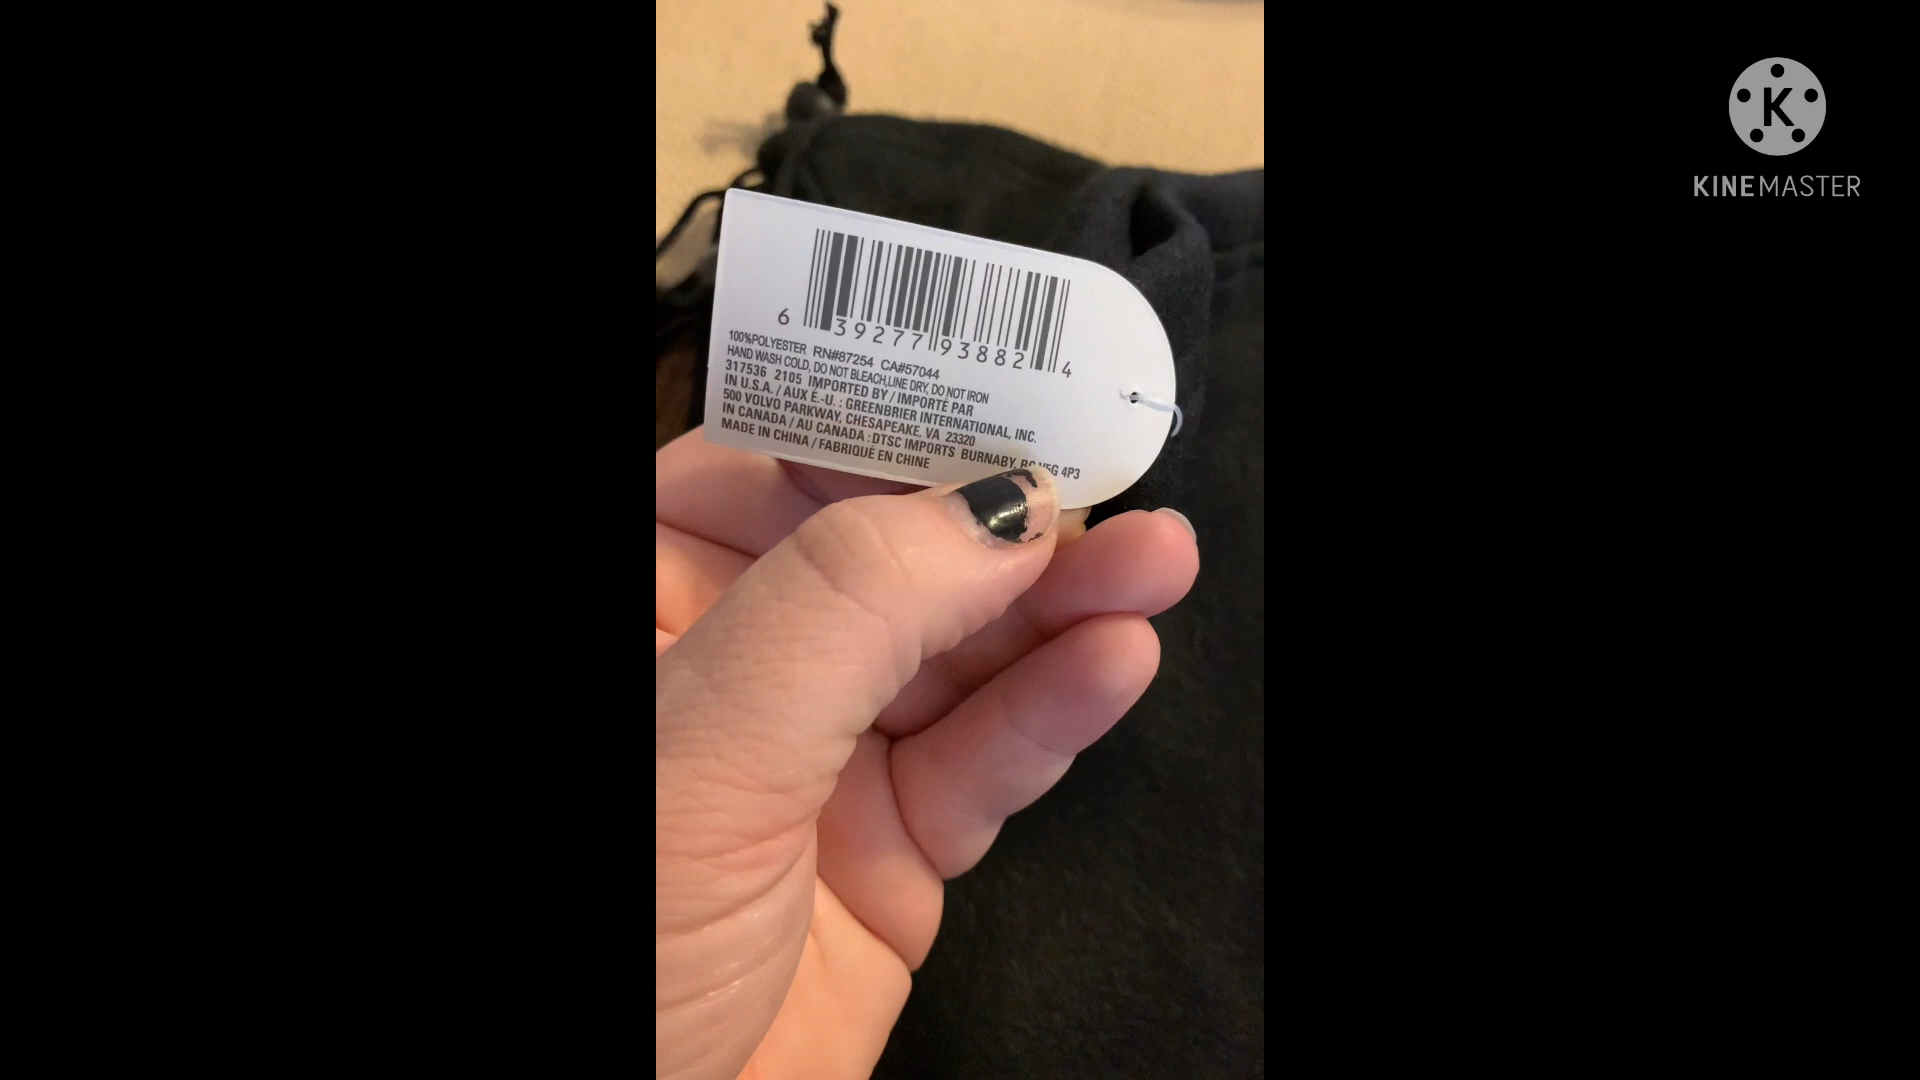 6 39277 93882 4
100%POLYESTER RN#87254 CA#57044
HAND WASH COLD, DO NOT BLEACH,LINE DRY, DO NOT IRON
317536 2105 IMPORTED BY / IMPORTÉ PAR
IN U.S.A. / AUX É.-U. : GREENBRIER INTERNATIONAL, INC.
500 VOLVO PARKWAY, CHESAPEAKE, VA 23320
IN CANADA / AU CANADA :DTSC IMPORTS BURNABY, BC V5G 4P3
MADE IN CHINA / FABRIQUÉ EN CHINE
K
KINEMASTER